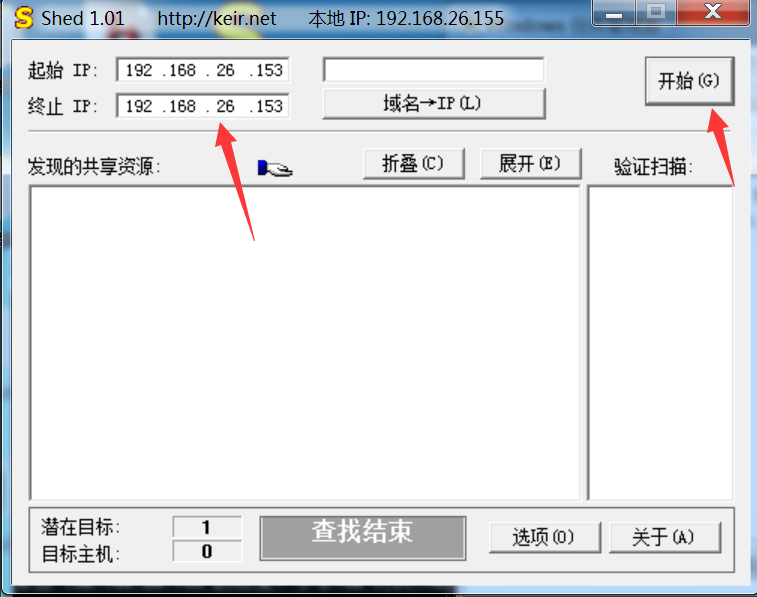 Shed 1.01 http://keir.net 本地 IP: 192.168.26.155
起始 IP: 192 .168 . 26 .153
开始(G)
终止 IP: 192 .168 . 26 .153
域名→IP(L)
发现的共享资源:
折叠(C)
展开(E)
验证扫描:
潜在目标: 1
目标主机: 0
查找结束
选项(O)
关于(A)